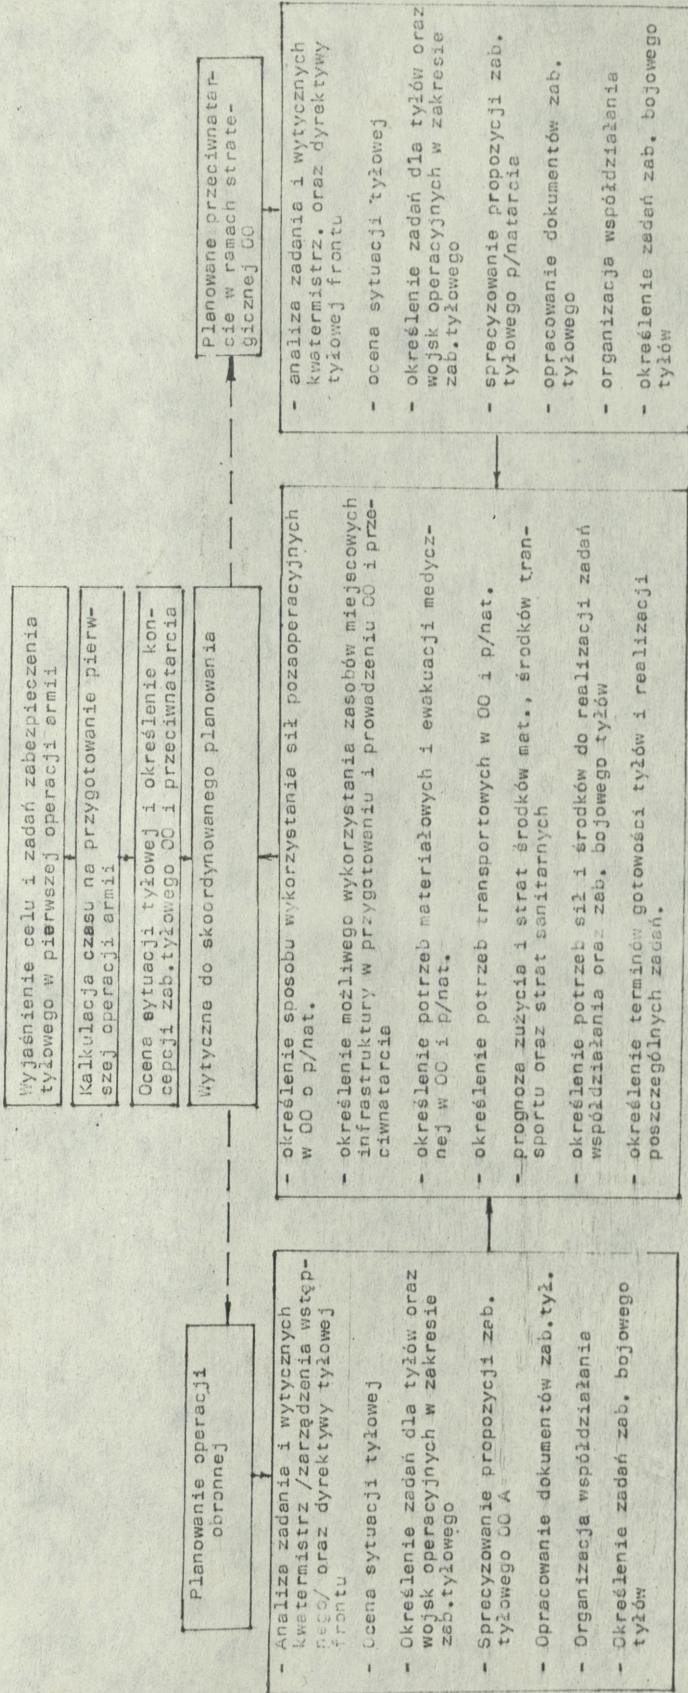 Wyjaśnienie celu i zadań zabezpieczenia
tyłowego w pierwszej operacji armii
Kalkulacja czasu na przygotowanie pierw-
szej operacji armii
Ocena sytuacji tyłowej i określenie kon-
cepcji zab.tyłowego OO i przeciwnatarcia
Wytyczne do skoordynowanego planowania
Planowanie operacji
obronnej
- Analiza zadania i wytycznych
kwatermistrz /zarządzenia wstęp-
nego/ oraz dyrektywy tyłowej
frontu
- Ocena sytuacji tyłowej
- Określenie zadań dla tyłów oraz
wojsk operacyjnych w zakresie
zab.tyłowego
- Sprecyzowanie propozycji zab.
tyłowego OO A
- Opracowanie dokumentów zab.tył.
- Organizacja współdziałania
- Określenie zadań zab. bojowego
tyłów
- określenie sposobu wykorzystania sił pozaoperacyjnych
w OO o p/nat.
- określenie możliwego wykorzystania zasobów miejscowych
infrastruktury w przygotowaniu i prowadzeniu OO i prze-
ciwnatarcia
- określenie potrzeb materiałowych i ewakuacji medycz-
nej w OO i p/nat.
- określenie potrzeb transportowych w OO i p/nat.
- prognoza zużycia i strat środków mat., środków tran-
sportu oraz strat sanitarnych
- określenie potrzeb sił i środków do realizacji zadań
współdziałania oraz zab. bojowego tyłów
- określenie terminów gotowości tyłów i realizacji
poszczególnych zadań.
Planowane przeciwnatar-
cie w ramach strate-
gicznej OO
- analiza zadania i wytycznych
kwatermistrz. oraz dyrektywy
tyłowej frontu
- ocena sytuacji tyłowej
- określenie zadań dla tyłów oraz
wojsk operacyjnych w zakresie
zab.tyłowego
- sprecyzowanie propozycji zab.
tyłowego p/natarcia
- opracowanie dokumentów zab.
tyłowego
- organizacja współdziałania
- określenie zadań zab. bojowego
tyłów